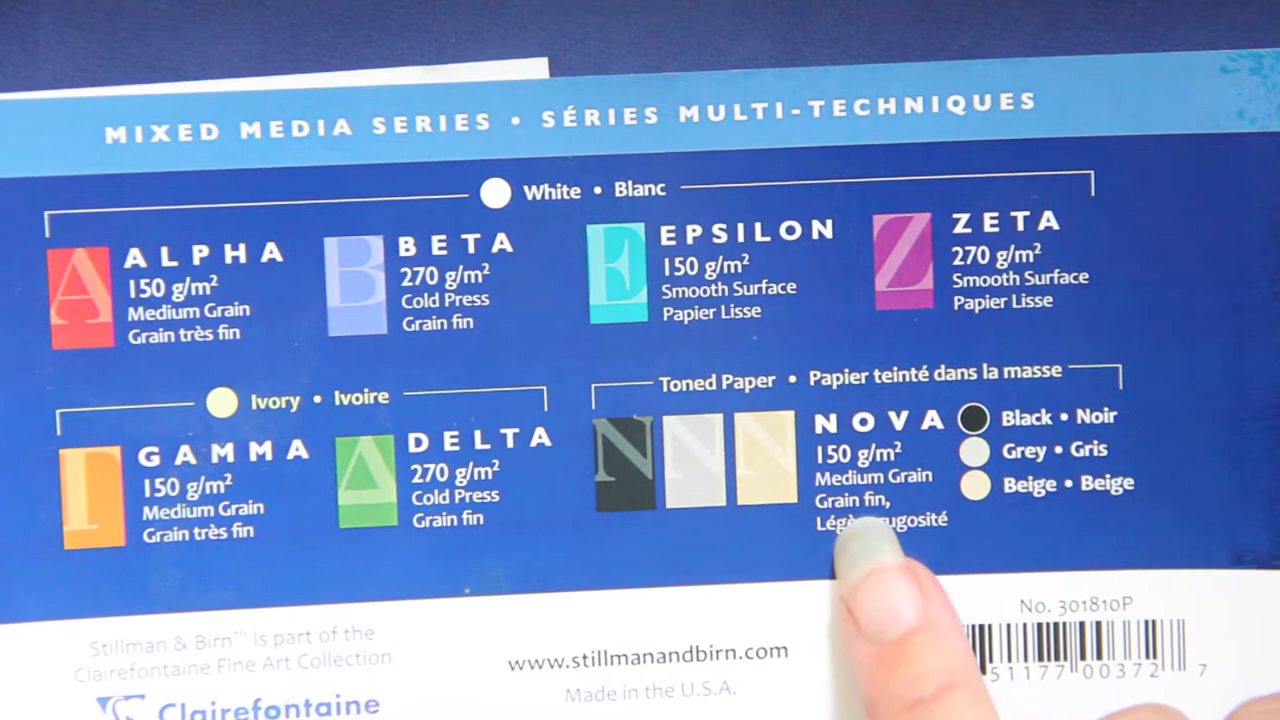 MIXED MEDIA SERIES • SÉRIES MULTI-TECHNIQUES
White • Blanc
A
ALPHA
150 g/m²
Medium Grain
Grain très fin
B
BETA
270 g/m²
Cold Press
Grain fin
E
EPSILON
150 g/m²
Smooth Surface
Papier Lisse
Z
ZETA
270 g/m²
Smooth Surface
Papier Lisse
Ivory • Ivoire
Γ
GAMMA
150 g/m²
Medium Grain
Grain très fin
Δ
DELTA
270 g/m²
Cold Press
Grain fin
Toned Paper • Papier teinté dans la masse
N N N
NOVA
150 g/m²
Medium Grain
Grain fin,
Black • Noir
Grey • Gris
Beige • Beige
Stillman & Birn™ is part of the
Clairefontaine Fine Art Collection
Clairefontaine
www.stillmanandbirn.com
Made in the U.S.A.
No. 301810P
51177 00372 7